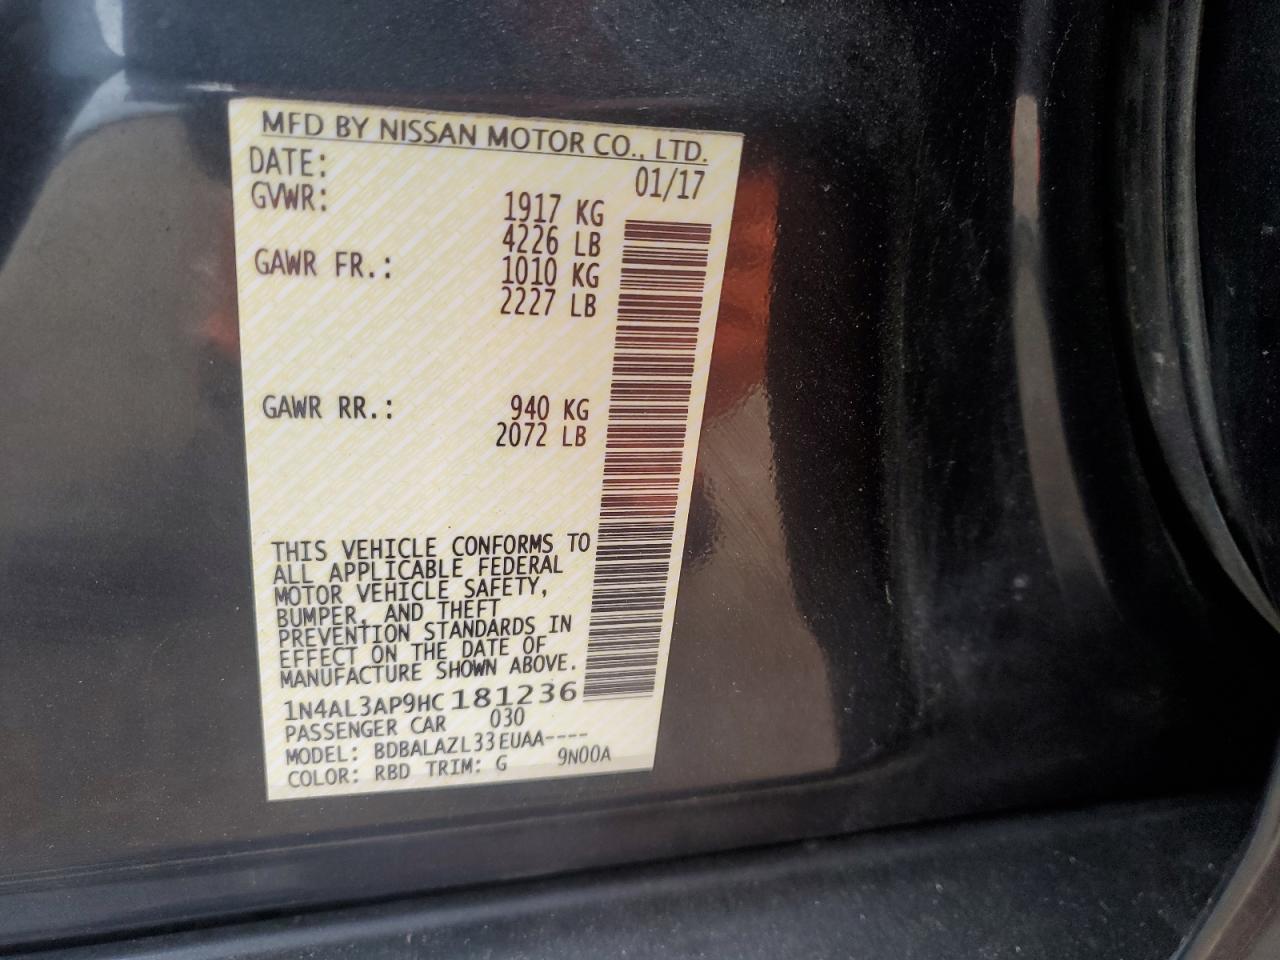 MFD BY NISSAN MOTOR CO., LTD.
DATE: 01/17
GVWR: 1917 KG
4226 LB
GAWR FR.: 1010 KG
2227 LB
GAWR RR.: 940 KG
2072 LB
THIS VEHICLE CONFORMS TO
ALL APPLICABLE FEDERAL
MOTOR VEHICLE SAFETY,
BUMPER, AND THEFT
PREVENTION STANDARDS IN
EFFECT ON THE DATE OF
MANUFACTURE SHOWN ABOVE.
1N4AL3AP9HC181236
PASSENGER CAR 030
MODEL: BDBALAZL33EUAA----
COLOR: RBD TRIM: G 9N00A